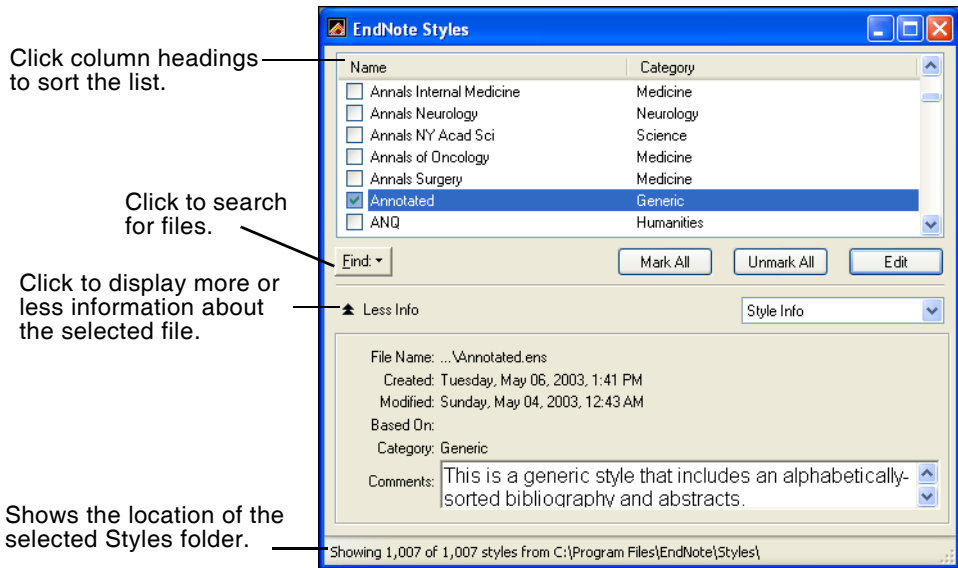 EndNote Styles
Click column headings
to sort the list.
Name Category
Annals Internal Medicine Medicine
Annals Neurology Neurology
Annals NY Acad Sci Science
Annals of Oncology Medicine
Annals Surgery Medicine
Annotated Generic
ANQ Humanities
Click to search
for files.
Find: Mark All Unmark All Edit
Click to display more or
less information about
the selected file.
Less Info Style Info
File Name: ...\Annotated.ens
Created: Tuesday, May 06, 2003, 1:41 PM
Modified: Sunday, May 04, 2003, 12:43 AM
Based On:
Category: Generic
Comments: This is a generic style that includes an alphabetically-
sorted bibliography and abstracts.
Shows the location of the
selected Styles folder.
Showing 1,007 of 1,007 styles from C:\Program Files\EndNote\Styles\